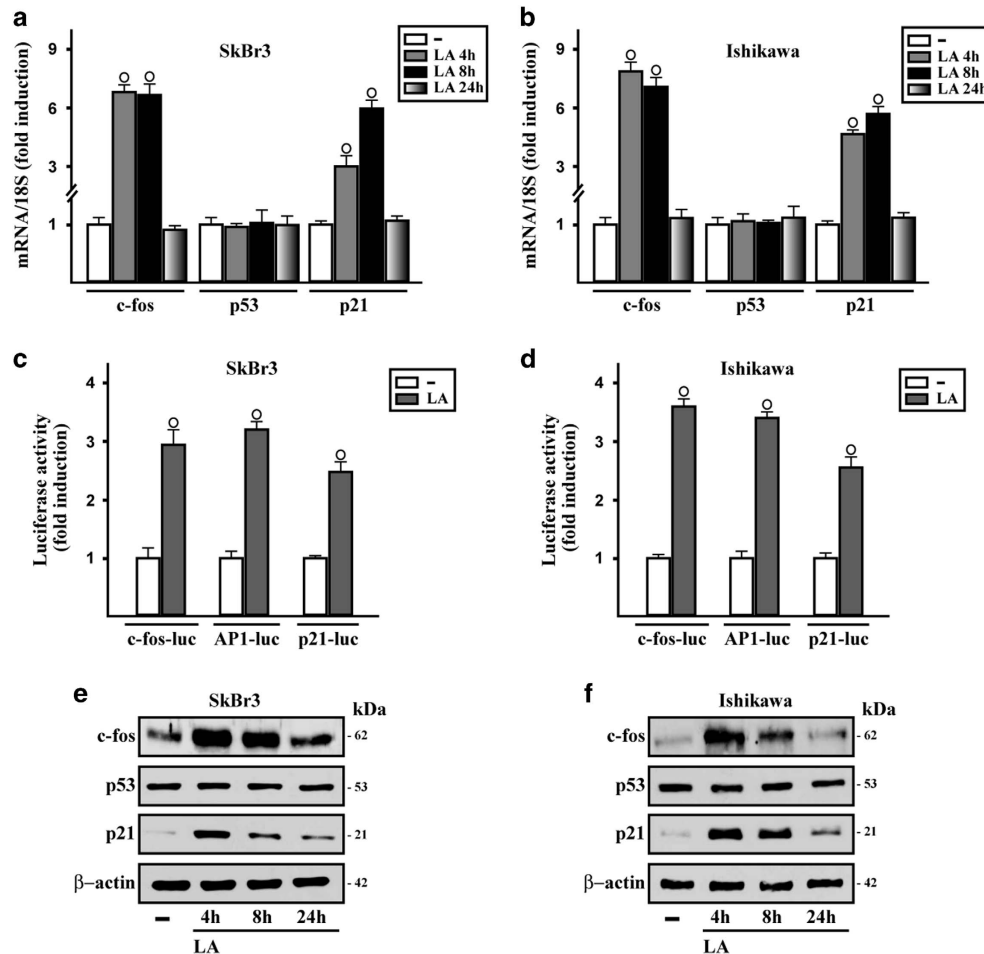 a
SkBr3
mRNA/18S (fold induction)
9
6
3
1
–
LA 4h
LA 8h
LA 24h
O O O O
c-fos p53 p21
b
Ishikawa
mRNA/18S (fold induction)
9
6
3
1
–
LA 4h
LA 8h
LA 24h
O O O O
c-fos p53 p21
c
SkBr3
Luciferase activity
(fold induction)
4
3
2
1
–
LA
O O O
c-fos-luc AP1-luc p21-luc
d
Ishikawa
Luciferase activity
(fold induction)
4
3
2
1
–
LA
O O O
c-fos-luc AP1-luc p21-luc
e
SkBr3
kDa
c-fos - 62
p53 - 53
p21 - 21
β–actin - 42
– 4h 8h 24h
LA
f
Ishikawa
kDa
c-fos - 62
p53 - 53
p21 - 21
β–actin - 42
– 4h 8h 24h
LA